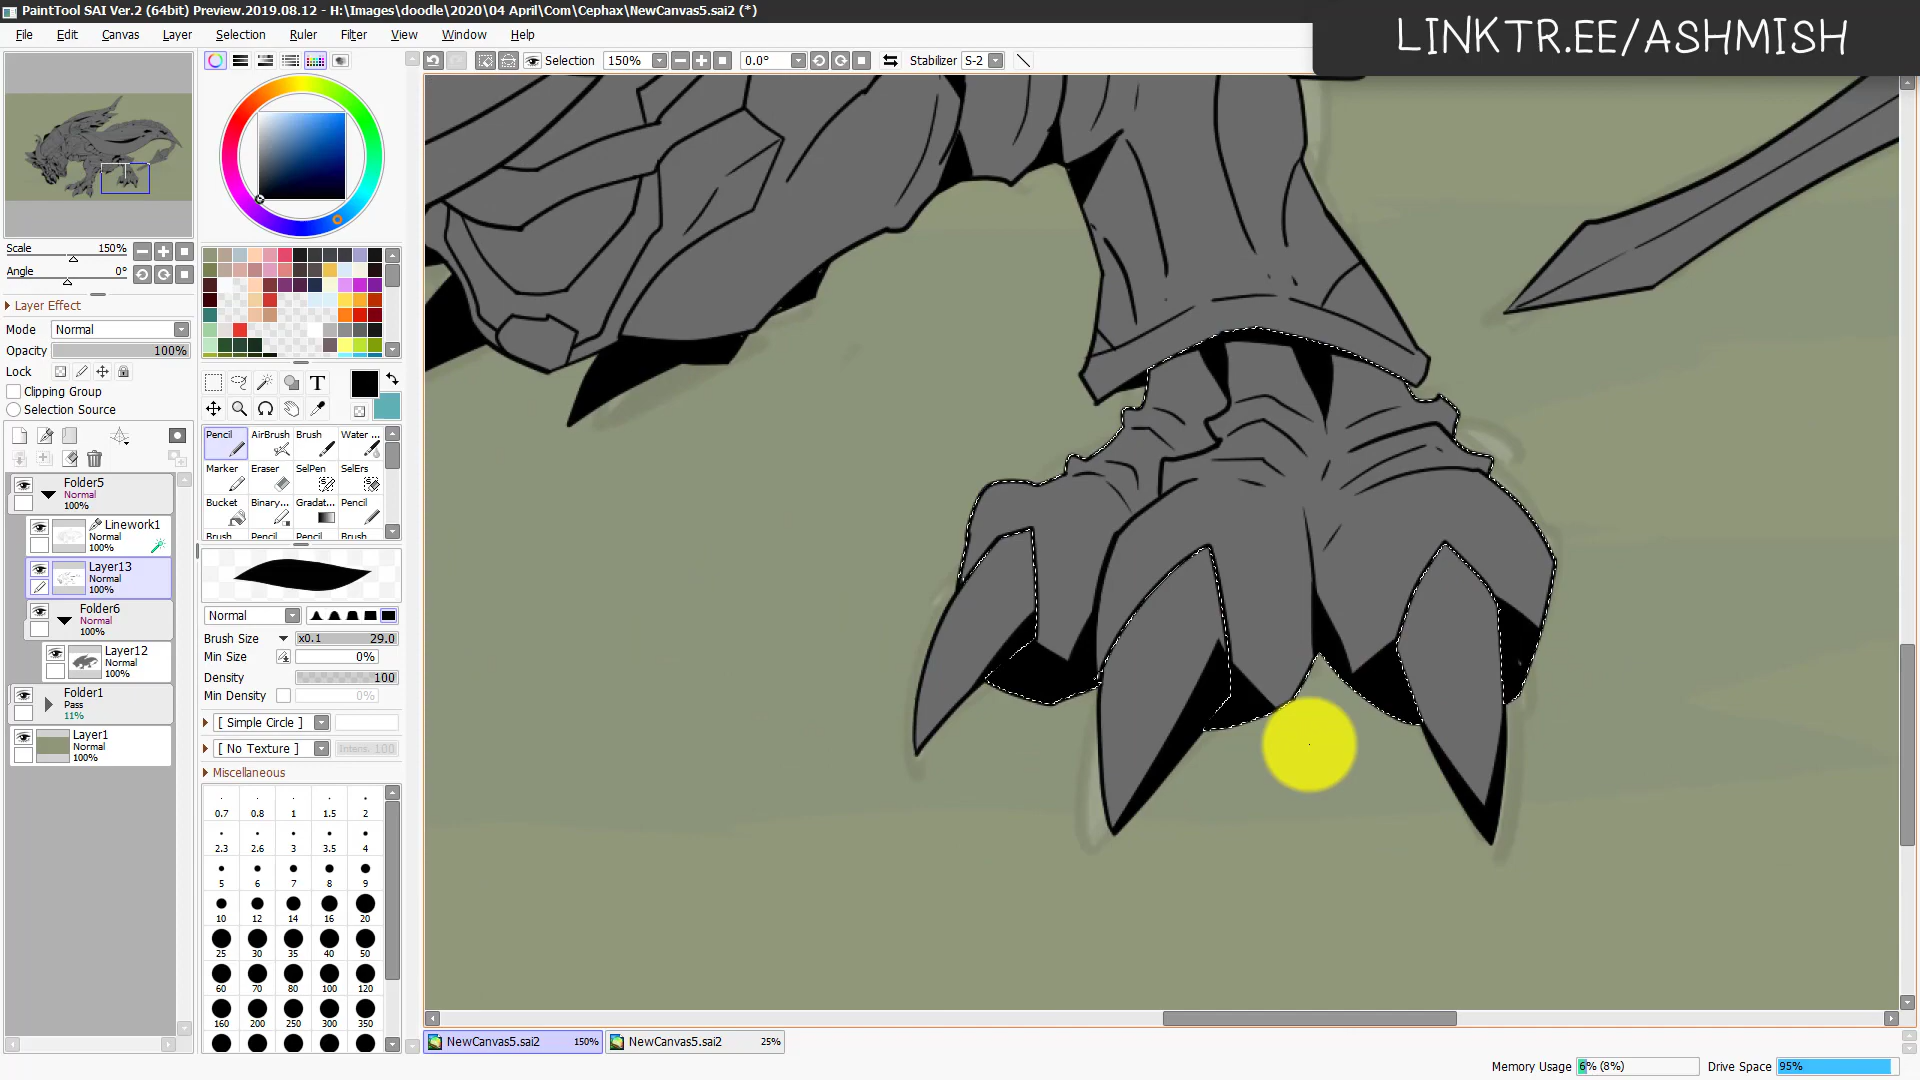 PaintTool SAI Ver.2 (64bit) Preview.2019.08.12 - H:\Images\doodle\2020\04 April\Com\Cephax\NewCanvas5.sai2 (*)
LINKTR.EE/ASHMISH
File Edit Canvas Layer Selection Ruler Filter View Window Help
Selection 150% 0.0° Stabilizer S-2
Scale 150%
Angle 0°
Layer Effect
Mode Normal
Opacity 100%
Lock
Clipping Group
Selection Source
Folder5
Normal
100%
Linework1
Normal
100%
Layer13
Normal
100%
Folder6
Normal
100%
Layer12
Normal
100%
Folder1
Pass
11%
Layer1
Normal
100%
T
Pencil AirBrush Brush Water ...
Marker Eraser SelPen SelErs
Bucket Binary... Gradat... Pencil
Brush Pencil Pencil Brush
Normal
Brush Size x0.1 29.0
Min Size 0%
Density 100
Min Density 0%
[ Simple Circle ]
[ No Texture ] Intens. 100
Miscellaneous
0.7 0.8 1 1.5 2
2.3 2.6 3 3.5 4
5 6 7 8 9
10 12 14 16 20
25 30 35 40 50
60 70 80 100 120
160 200 250 300 350
NewCanvas5.sai2 150% NewCanvas5.sai2 25%
Memory Usage 6% (8%) Drive Space 95%